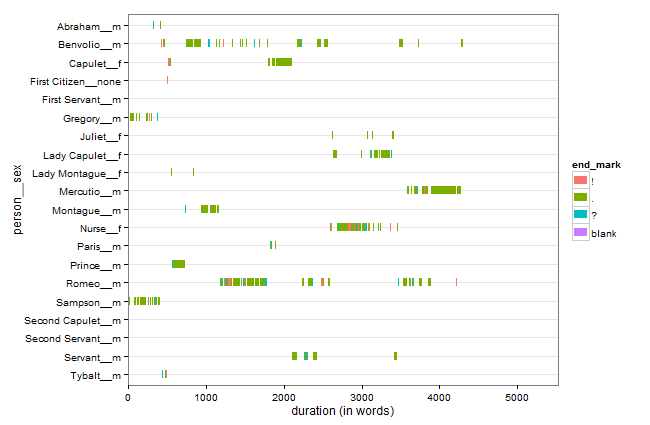 Abraham__m
Benvolio__m
Capulet__f
First Citizen__none
First Servant__m
Gregory__m
Juliet__f
Lady Capulet__f
Lady Montague__f
Mercutio__m
Montague__m
Nurse__f
Paris__m
Prince__m
Romeo__m
Sampson__m
Second Capulet__m
Second Servant__m
Servant__m
Tybalt__m
person__sex
0 1000 2000 3000 4000 5000
duration (in words)
end_mark
!
.
?
blank